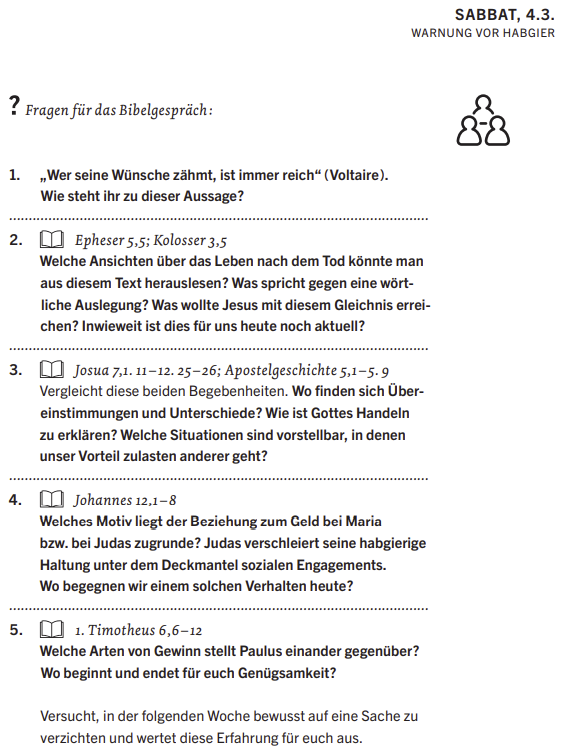 SABBAT, 4.3.
WARNUNG VOR HABGIER
? Fragen für das Bibelgespräch:
1. „Wer seine Wünsche zähmt, ist immer reich“ (Voltaire).
Wie steht ihr zu dieser Aussage?
2. Epheser 5,5; Kolosser 3,5
Welche Ansichten über das Leben nach dem Tod könnte man
aus diesem Text herauslesen? Was spricht gegen eine wört-
liche Auslegung? Was wollte Jesus mit diesem Gleichnis errei-
chen? Inwieweit ist dies für uns heute noch aktuell?
3. Josua 7,1. 11–12. 25–26; Apostelgeschichte 5,1–5. 9
Vergleicht diese beiden Begebenheiten. Wo finden sich Über-
einstimmungen und Unterschiede? Wie ist Gottes Handeln
zu erklären? Welche Situationen sind vorstellbar, in denen
unser Vorteil zulasten anderer geht?
4. Johannes 12,1–8
Welches Motiv liegt der Beziehung zum Geld bei Maria
bzw. bei Judas zugrunde? Judas verschleiert seine habgierige
Haltung unter dem Deckmantel sozialen Engagements.
Wo begegnen wir einem solchen Verhalten heute?
5. 1. Timotheus 6,6–12
Welche Arten von Gewinn stellt Paulus einander gegenüber?
Wo beginnt und endet für euch Genügsamkeit?
Versucht, in der folgenden Woche bewusst auf eine Sache zu
verzichten und wertet diese Erfahrung für euch aus.